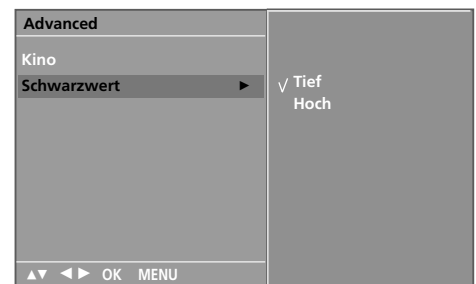 Advanced
Kino
Schwarzwert ►
√ Tief
Hoch
▲▼ ◄ ► OK MENU